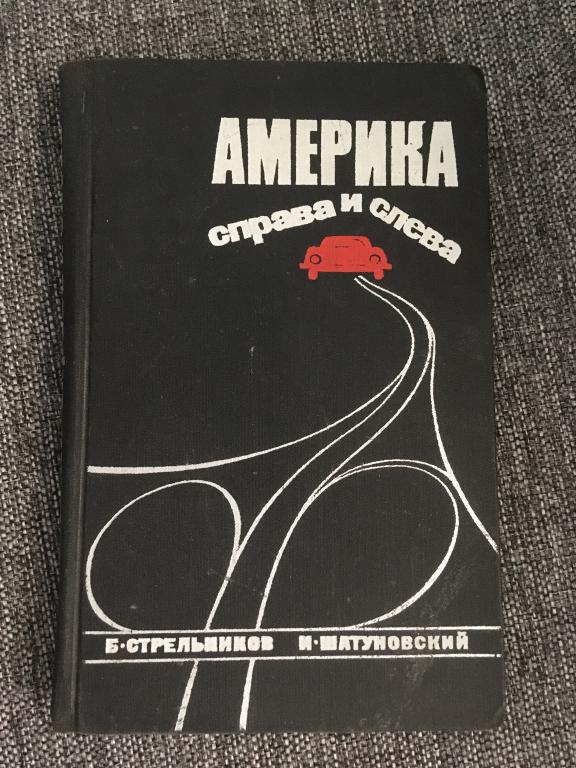 АМЕРИКА
справа и слева
Б·СТРЕЛЬНИКОВ И·ШАТУНОВСКИЙ